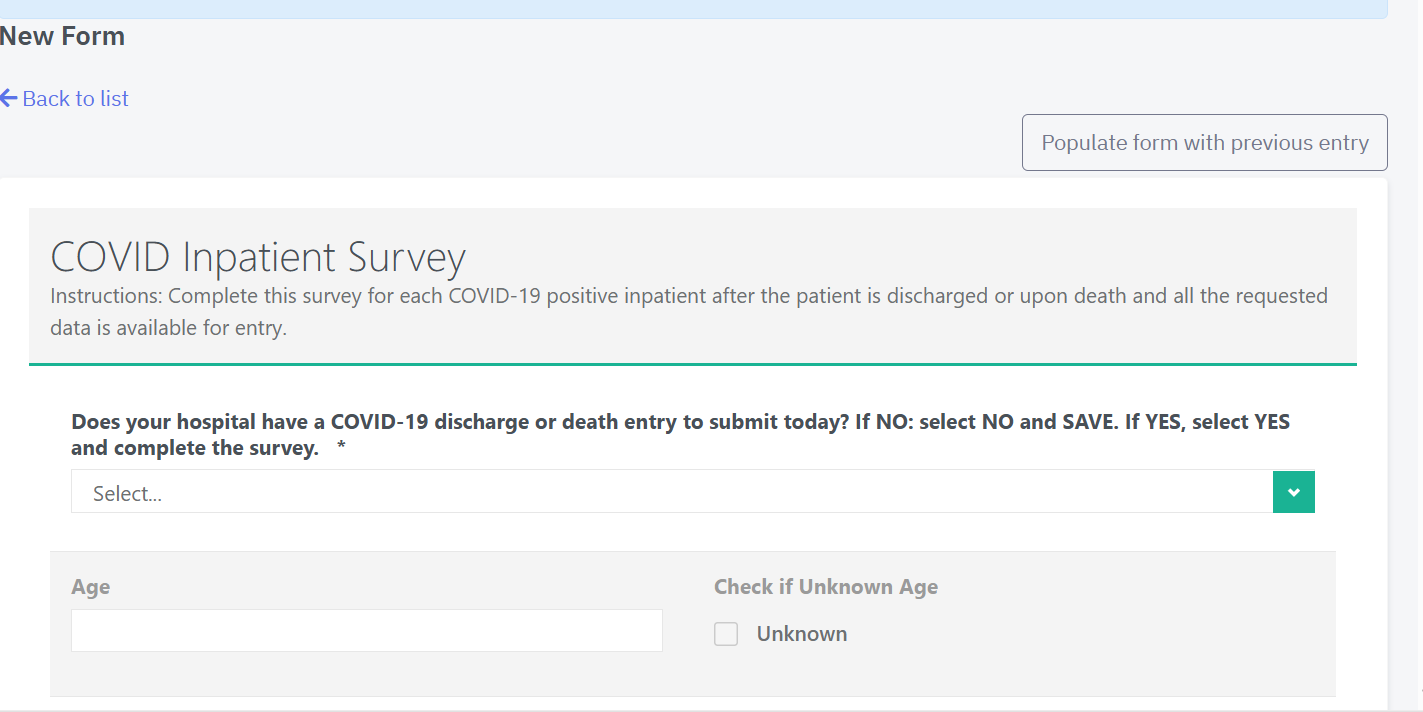 New Form
Back to list
Populate form with previous entry
COVID Inpatient Survey
Instructions: Complete this survey for each COVID-19 positive inpatient after the patient is discharged or upon death and all the requested
data is available for entry.
Does your hospital have a COVID-19 discharge or death entry to submit today? If NO: select NO and SAVE. If YES, select YES
and complete the survey. *
Select...
Age
Check if Unknown Age
Unknown